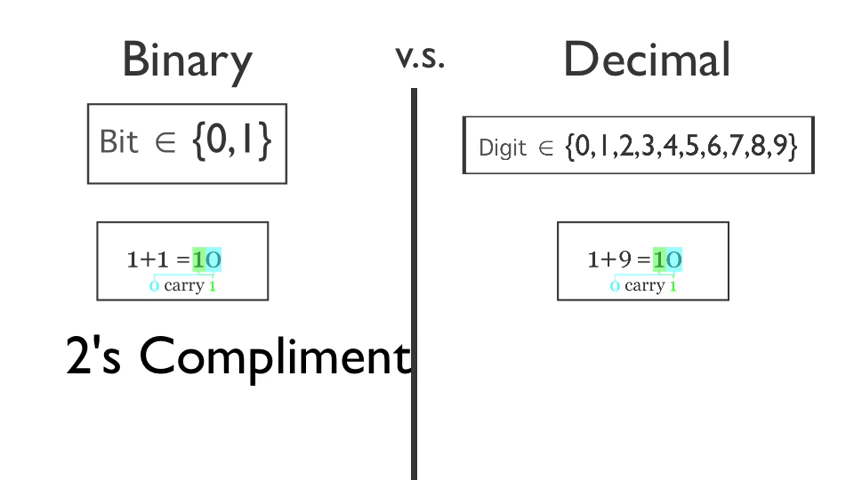 Binary
v.s.
Decimal
Bit ∈ {0,1}
Digit ∈ {0,1,2,3,4,5,6,7,8,9}
1+1 =10
0 carry 1
1+9 =10
0 carry 1
2's Compliment